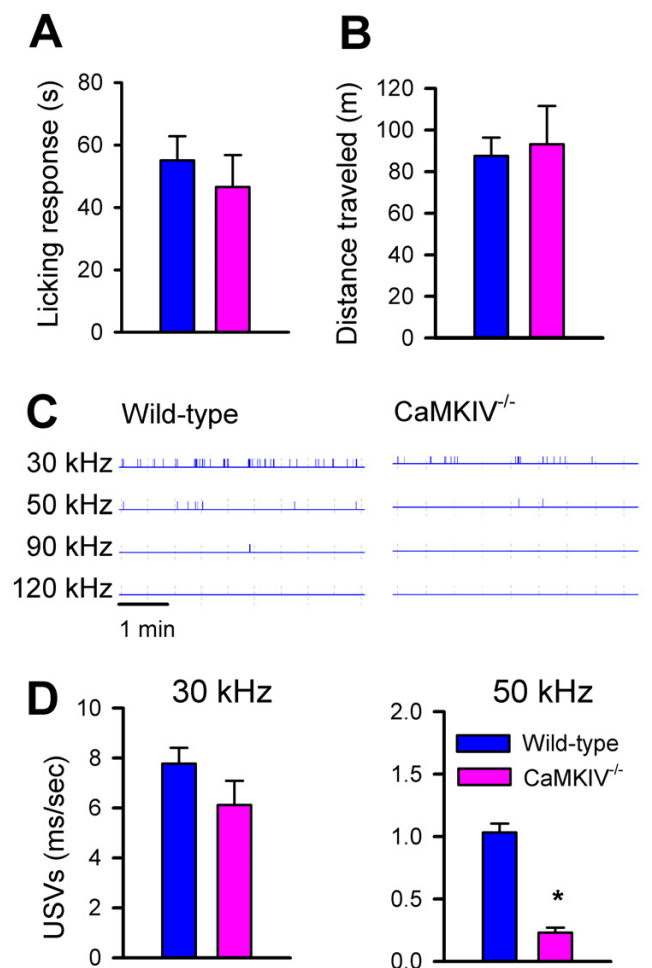 A
Licking response (s)
80
60
40
20
0
B
Distance traveled (m)
120
100
80
60
40
20
0
C
Wild-type
CaMKIV-/-
30 kHz
50 kHz
90 kHz
120 kHz
1 min
D
30 kHz
USVs (ms/sec)
10
8
6
4
2
0
50 kHz
2.0
1.5
1.0
0.5
0.0
Wild-type
CaMKIV-/-
*